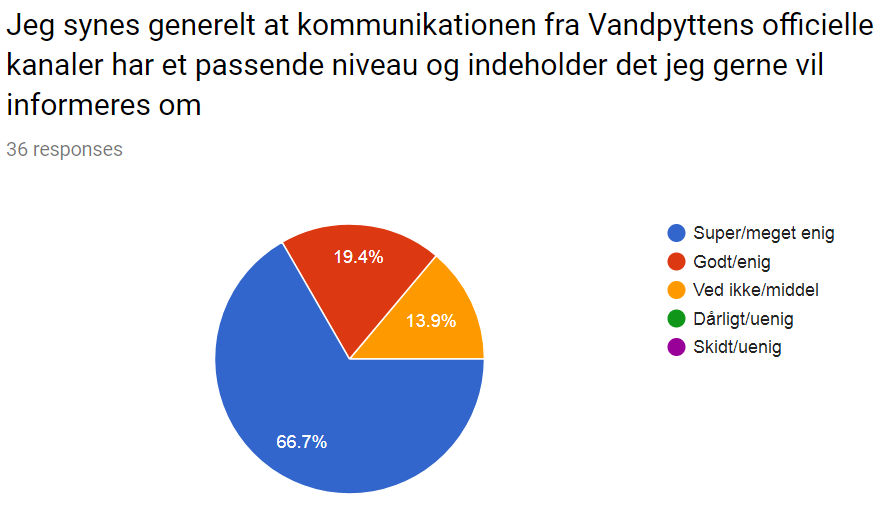 Jeg synes generelt at kommunikationen fra Vandpyttens officielle
kanaler har et passende niveau og indeholder det jeg gerne vil
informeres om
36 responses
19.4%
13.9%
66.7%
Super/meget enig
Godt/enig
Ved ikke/middel
Dårligt/uenig
Skidt/uenig